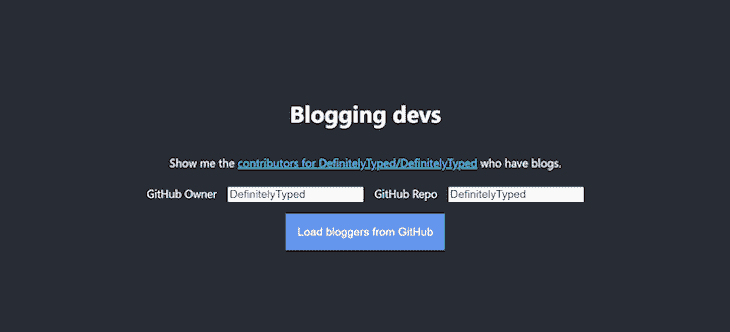 Blogging devs
Show me the contributors for DefinitelyTyped/DefinitelyTyped who have blogs.
GitHub Owner DefinitelyTyped GitHub Repo DefinitelyTyped
Load bloggers from GitHub